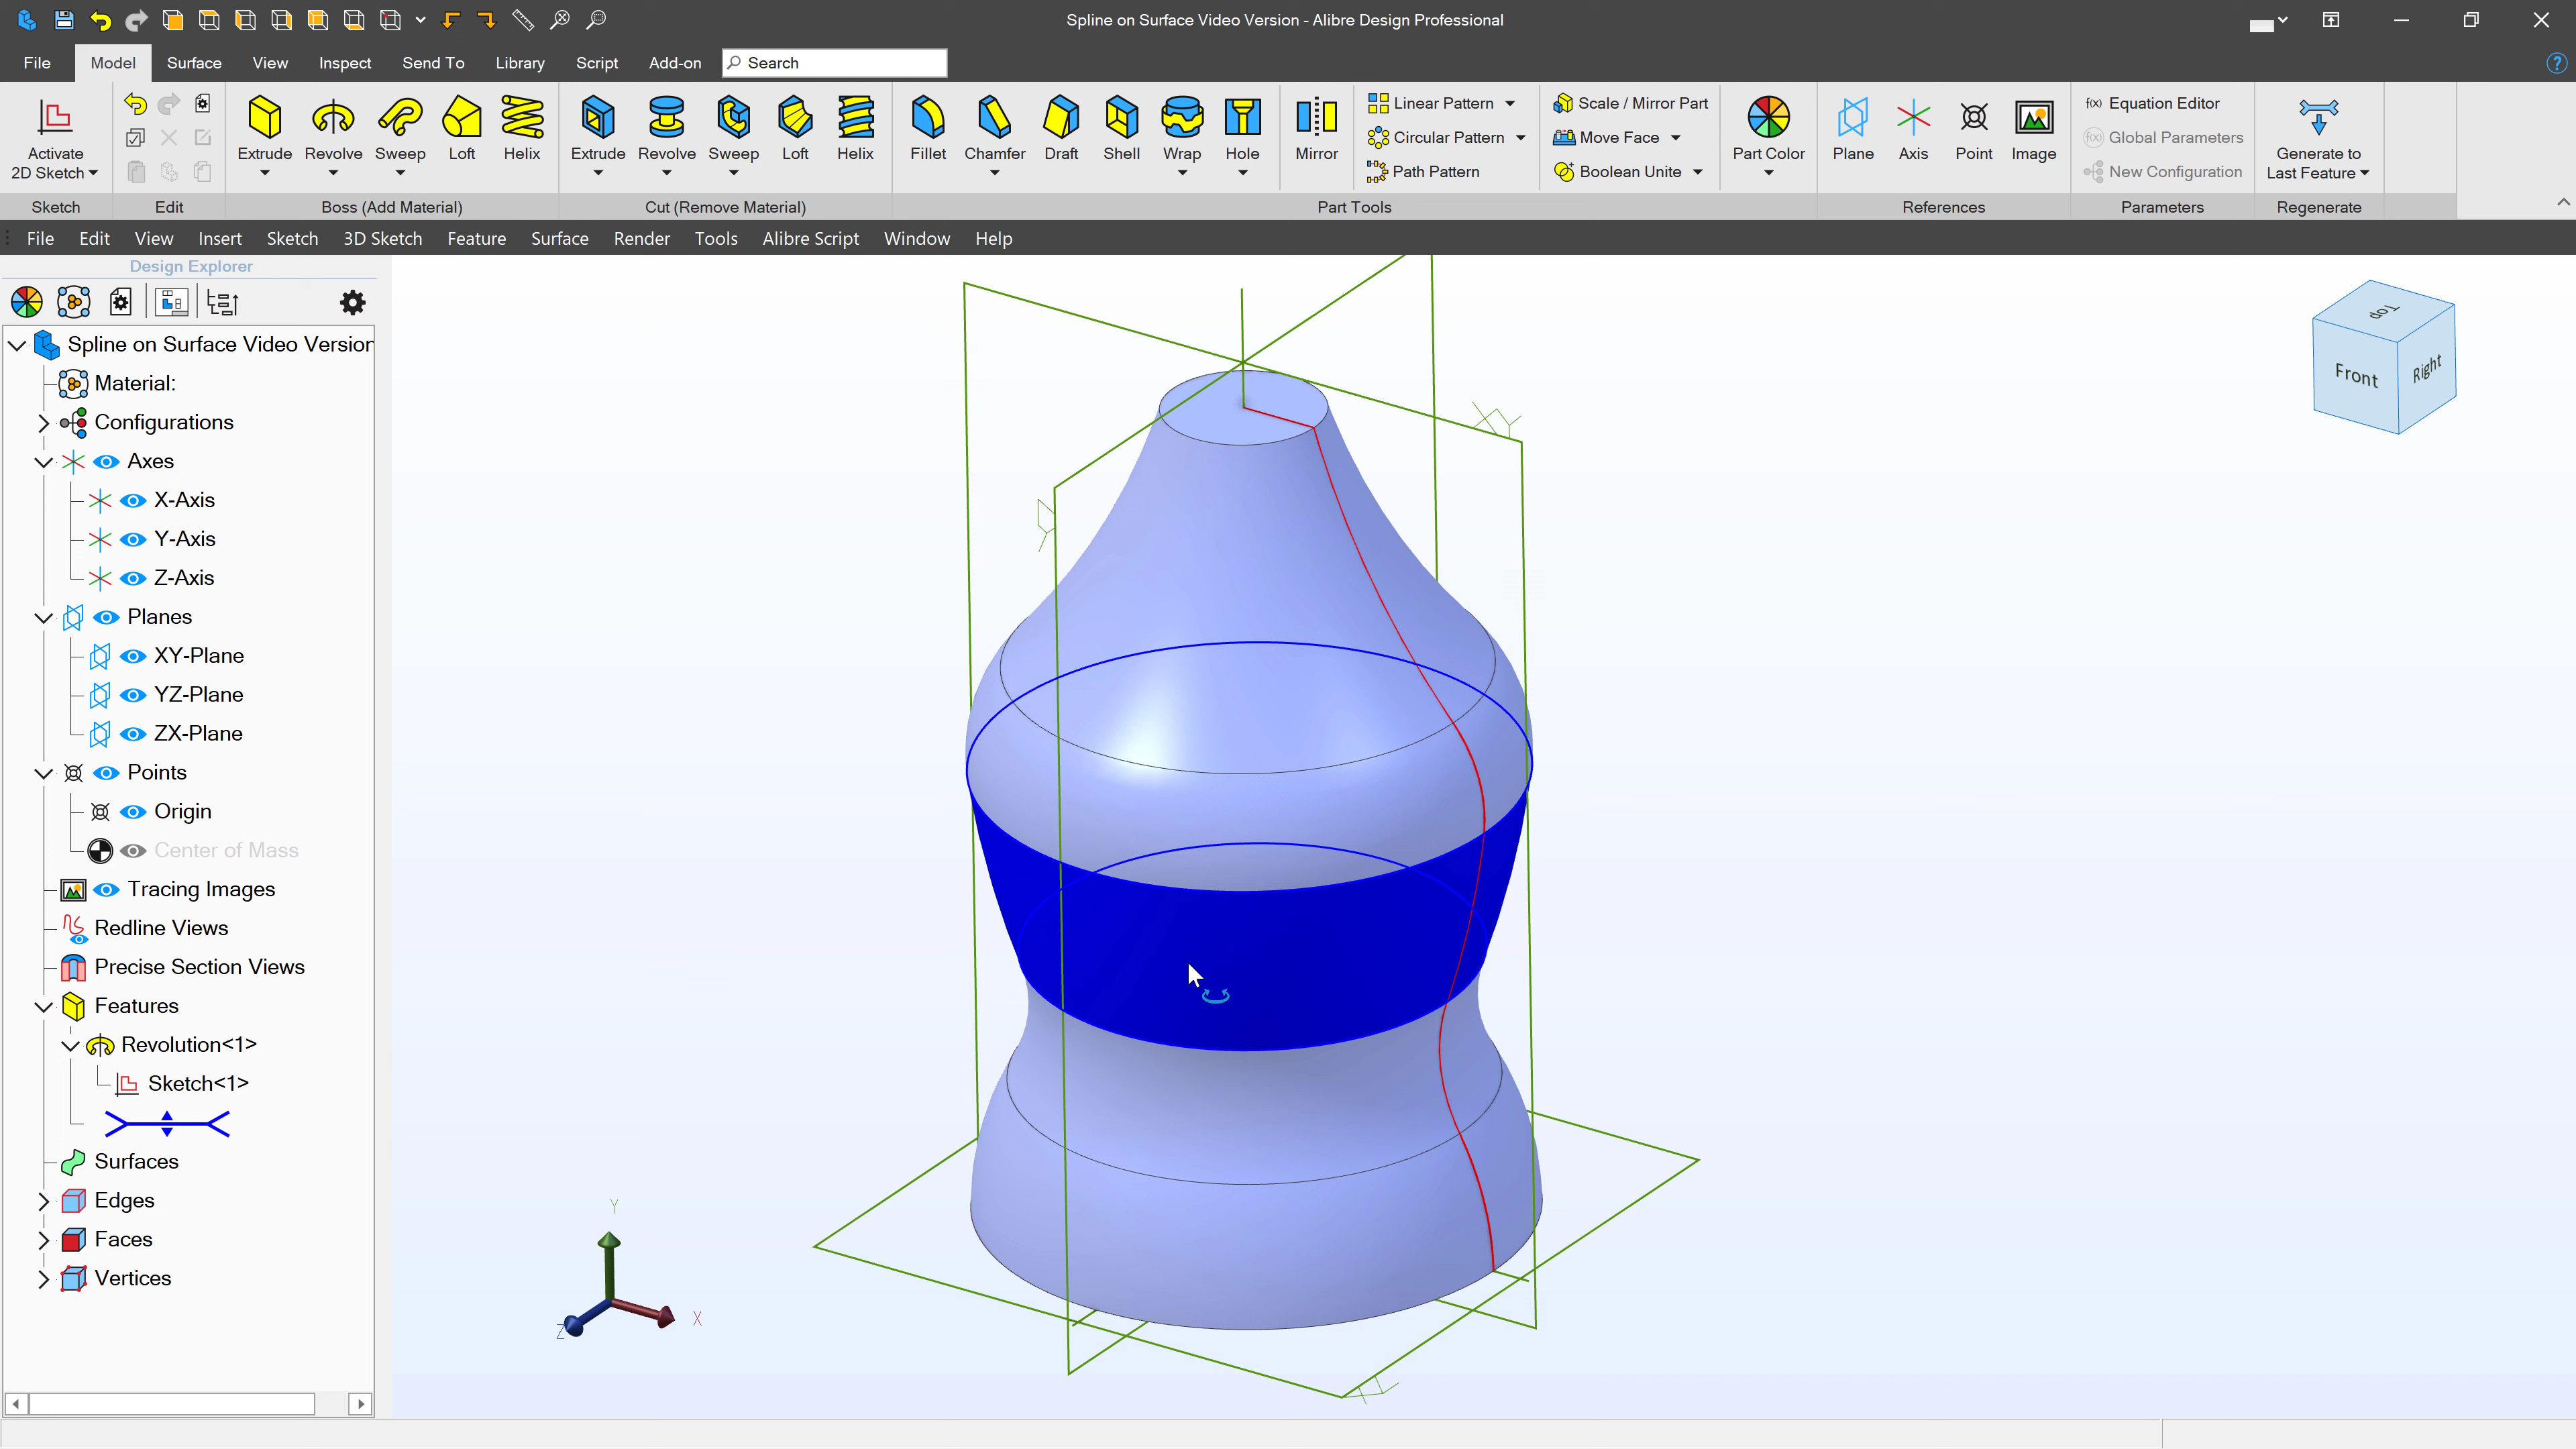 Spline on Surface Video Version - Alibre Design Professional
File Model Surface View Inspect Send To Library Script Add-on Search
Activate
2D Sketch
Extrude Revolve Sweep Loft Helix
Extrude Revolve Sweep Loft Helix
Fillet Chamfer Draft Shell Wrap Hole
Mirror
Linear Pattern
Circular Pattern
Path Pattern
Scale / Mirror Part
Move Face
Boolean Unite
Part Color
Plane Axis Point Image
f(x) Equation Editor
f(x) Global Parameters
New Configuration
Generate to
Last Feature
Sketch Edit Boss (Add Material) Cut (Remove Material) Part Tools References Parameters Regenerate
File Edit View Insert Sketch 3D Sketch Feature Surface Render Tools Alibre Script Window Help
Design Explorer
Spline on Surface Video Version
Material:
Configurations
Axes
X-Axis
Y-Axis
Z-Axis
Planes
XY-Plane
YZ-Plane
ZX-Plane
Points
Origin
Center of Mass
Tracing Images
Redline Views
Precise Section Views
Features
Revolution<1>
Sketch<1>
Surfaces
Edges
Faces
Vertices
Top
Front
Right
XY
YZ
ZX
Y
X
Z